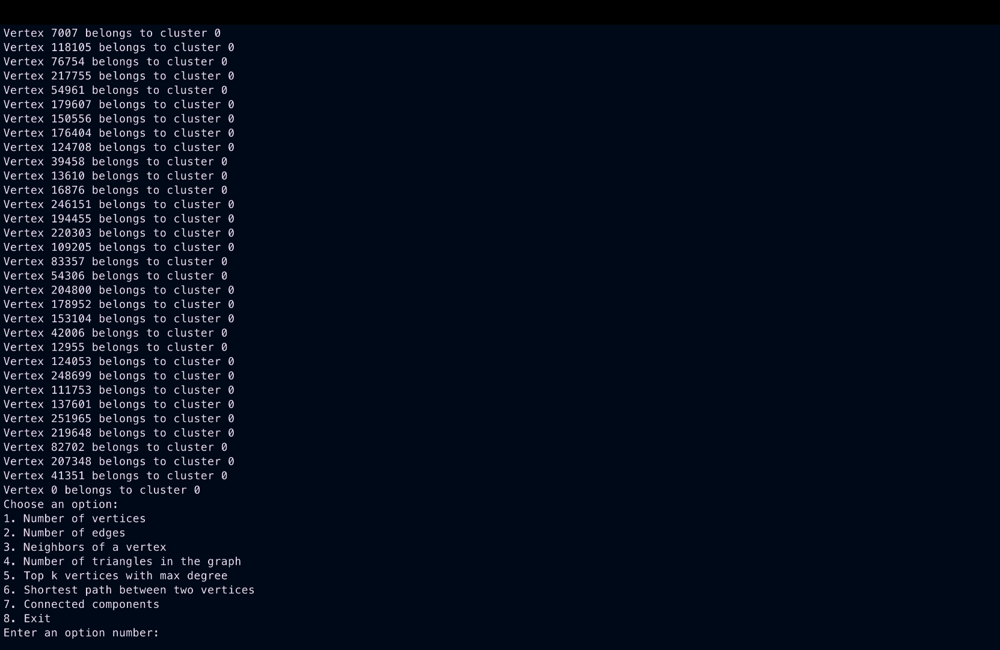 Vertex 7007 belongs to cluster 0
Vertex 118105 belongs to cluster 0
Vertex 76754 belongs to cluster 0
Vertex 217755 belongs to cluster 0
Vertex 54961 belongs to cluster 0
Vertex 179607 belongs to cluster 0
Vertex 150556 belongs to cluster 0
Vertex 176404 belongs to cluster 0
Vertex 124708 belongs to cluster 0
Vertex 39458 belongs to cluster 0
Vertex 13610 belongs to cluster 0
Vertex 16876 belongs to cluster 0
Vertex 246151 belongs to cluster 0
Vertex 194455 belongs to cluster 0
Vertex 220303 belongs to cluster 0
Vertex 109205 belongs to cluster 0
Vertex 83357 belongs to cluster 0
Vertex 54306 belongs to cluster 0
Vertex 204800 belongs to cluster 0
Vertex 178952 belongs to cluster 0
Vertex 153104 belongs to cluster 0
Vertex 42006 belongs to cluster 0
Vertex 12955 belongs to cluster 0
Vertex 124053 belongs to cluster 0
Vertex 248699 belongs to cluster 0
Vertex 111753 belongs to cluster 0
Vertex 137601 belongs to cluster 0
Vertex 251965 belongs to cluster 0
Vertex 219648 belongs to cluster 0
Vertex 82702 belongs to cluster 0
Vertex 207348 belongs to cluster 0
Vertex 41351 belongs to cluster 0
Vertex 0 belongs to cluster 0
Choose an option:
1. Number of vertices
2. Number of edges
3. Neighbors of a vertex
4. Number of triangles in the graph
5. Top k vertices with max degree
6. Shortest path between two vertices
7. Connected components
8. Exit
Enter an option number: